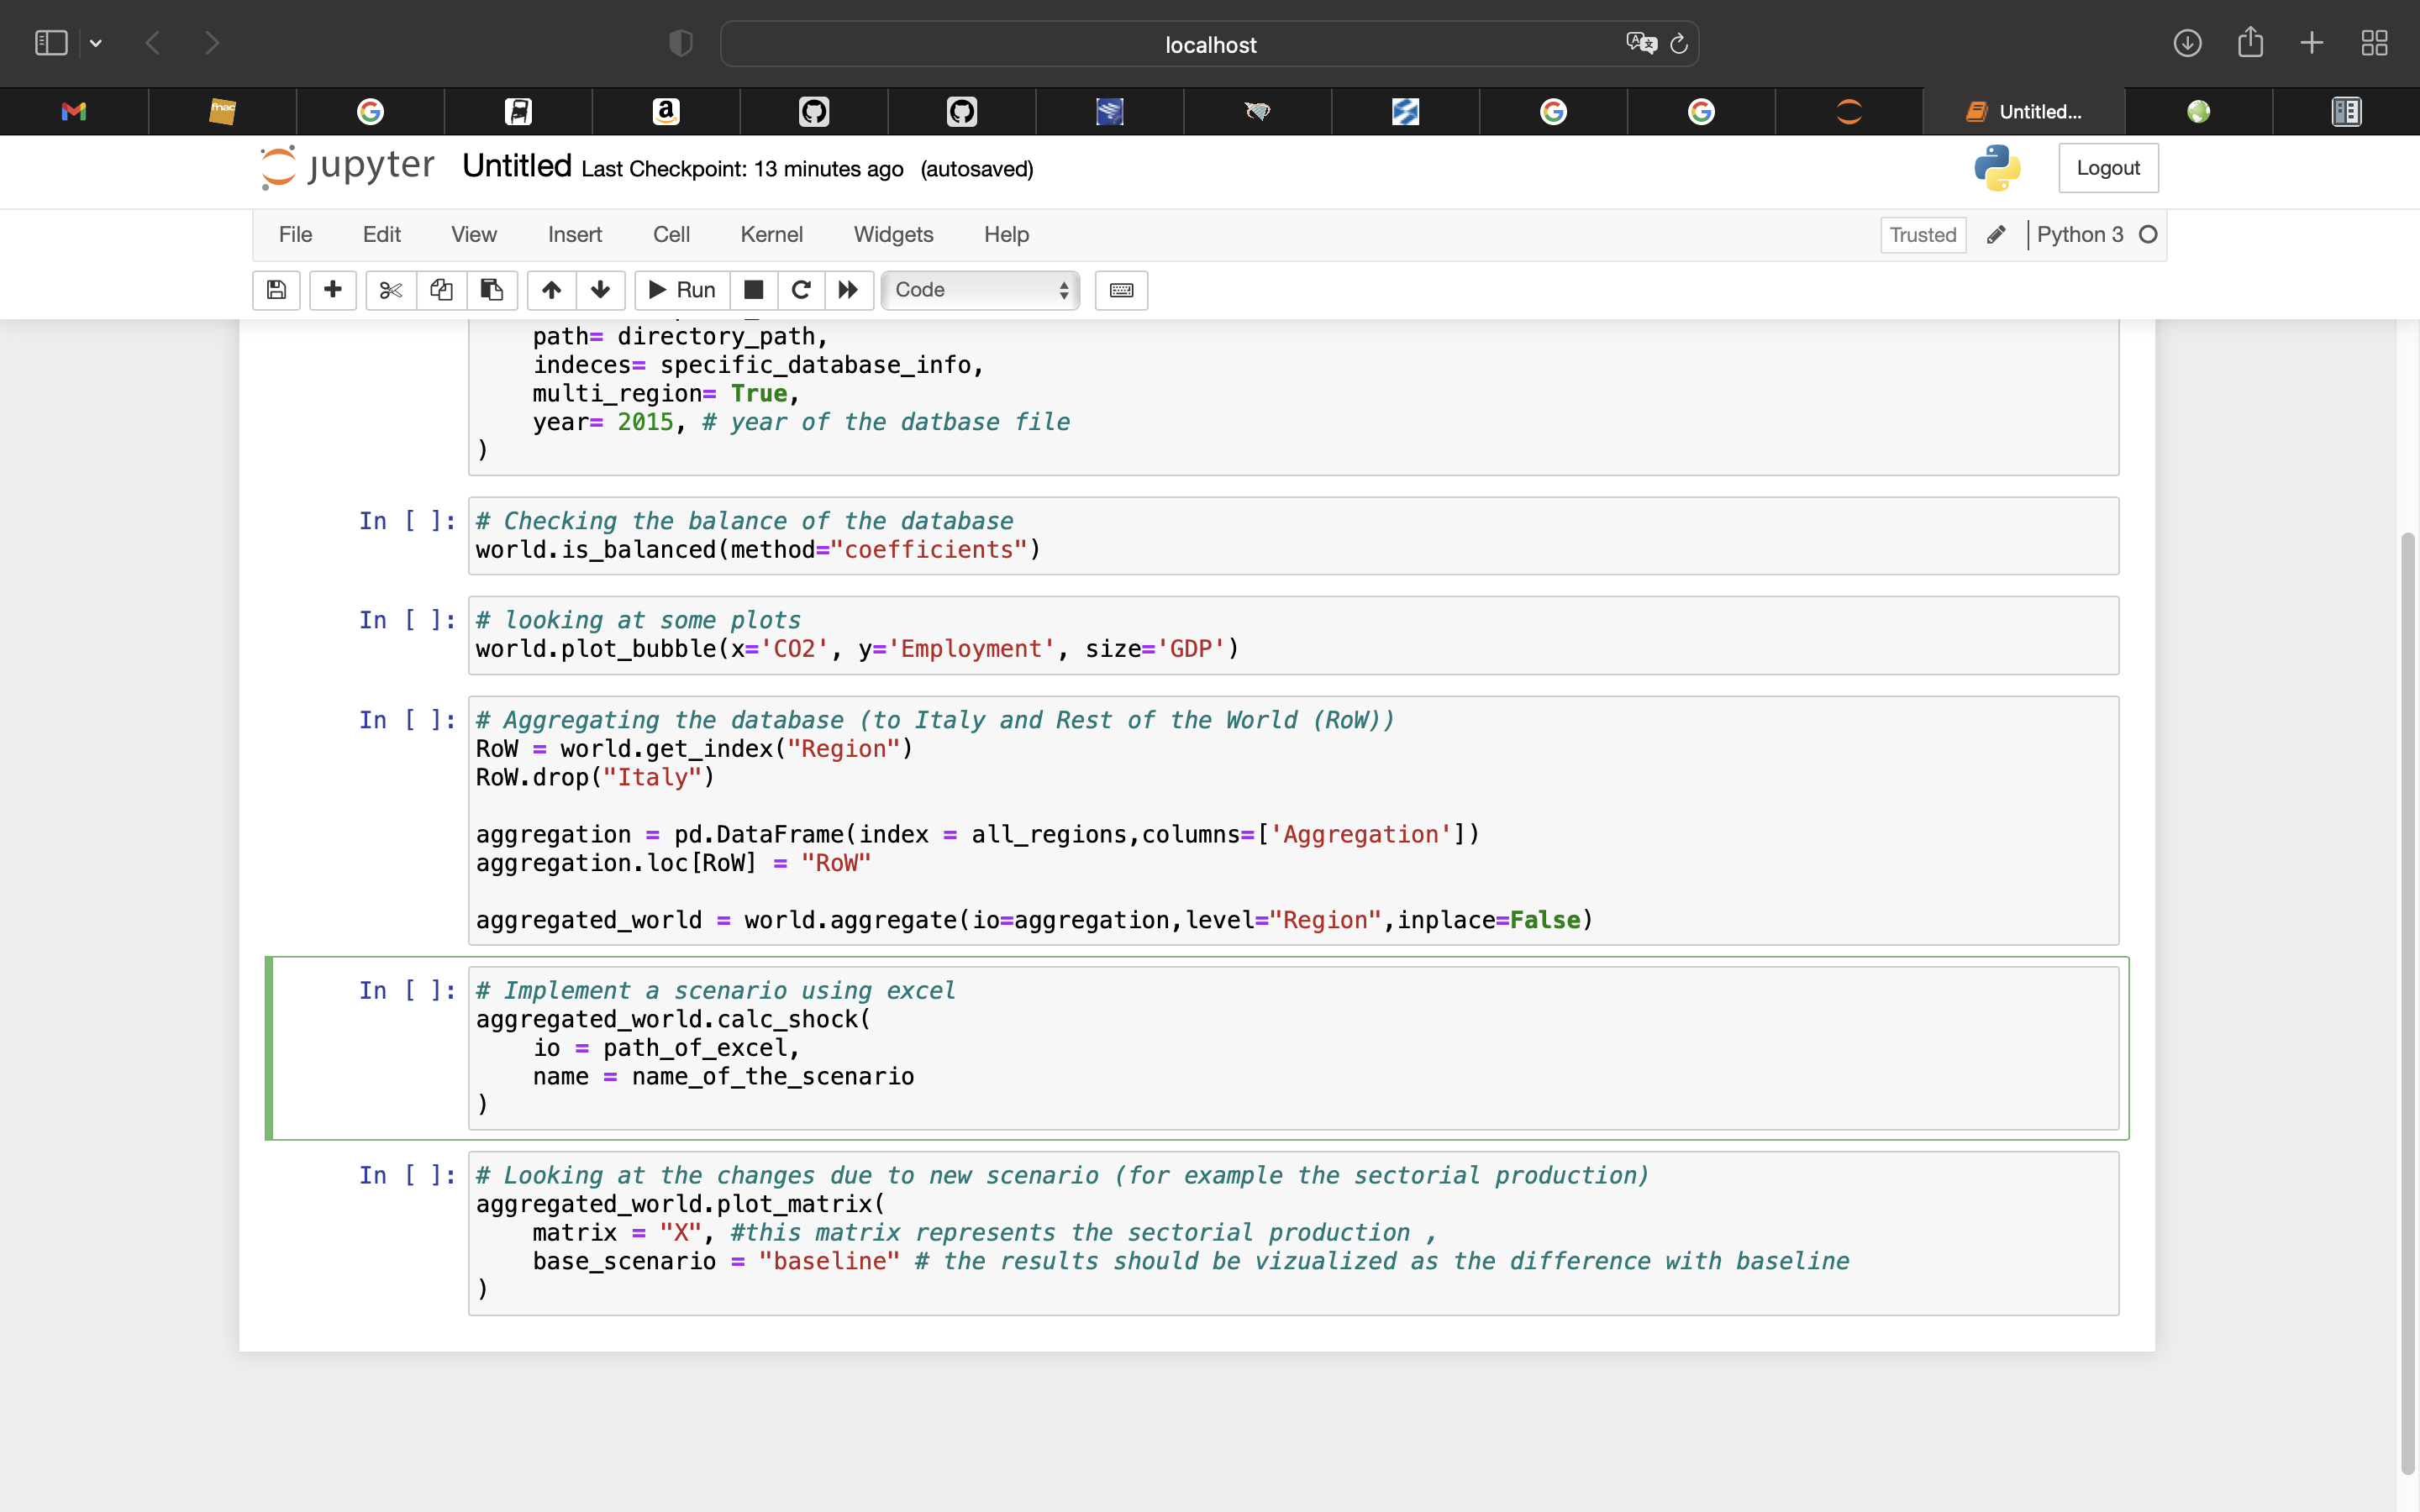 localhost
fnac
Untitled...
jupyter Untitled Last Checkpoint: 13 minutes ago (autosaved)
Logout
File Edit View Insert Cell Kernel Widgets Help
Trusted Python 3
Run Code
path= directory_path,
indeces= specific_database_info,
multi_region= True,
year= 2015, # year of the datbase file
)
In [ ]: # Checking the balance of the database
world.is_balanced(method="coefficients")
In [ ]: # looking at some plots
world.plot_bubble(x='CO2', y='Employment', size='GDP')
In [ ]: # Aggregating the database (to Italy and Rest of the World (RoW))
RoW = world.get_index("Region")
RoW.drop("Italy")
aggregation = pd.DataFrame(index = all_regions,columns=['Aggregation'])
aggregation.loc[RoW] = "RoW"
aggregated_world = world.aggregate(io=aggregation,level="Region",inplace=False)
In [ ]: # Implement a scenario using excel
aggregated_world.calc_shock(
io = path_of_excel,
name = name_of_the_scenario
)
In [ ]: # Looking at the changes due to new scenario (for example the sectorial production)
aggregated_world.plot_matrix(
matrix = "X", #this matrix represents the sectorial production ,
base_scenario = "baseline" # the results should be vizualized as the difference with baseline
)